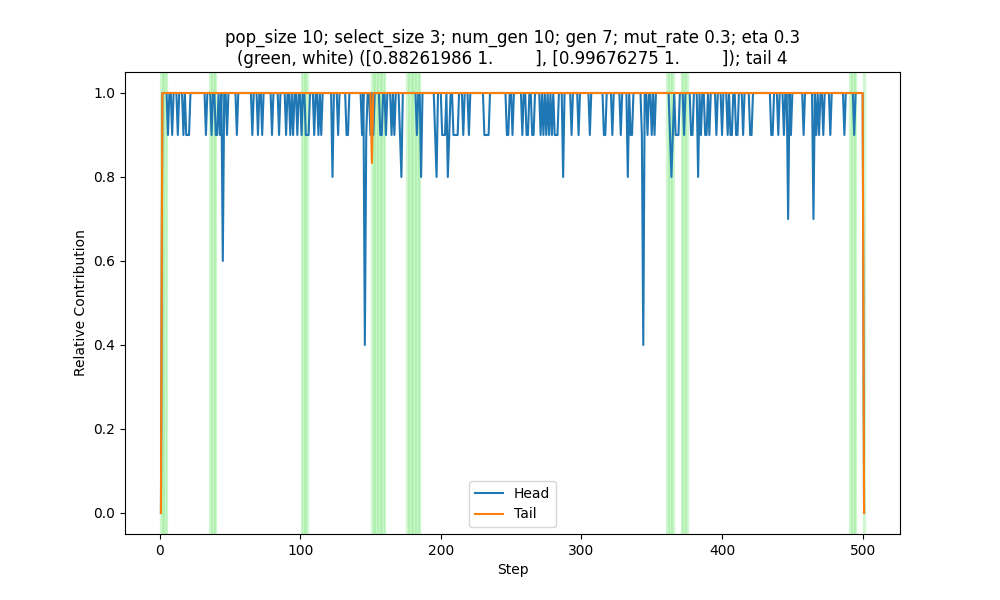 pop_size 10; select_size 3; num_gen 10; gen 7; mut_rate 0.3; eta 0.3
(green, white) ([0.88261986 1.        ], [0.99676275 1.        ]); tail 4
1.0
0.8
0.6
0.4
0.2
0.0
Relative Contribution
Head
Tail
0 100 200 300 400 500
Step